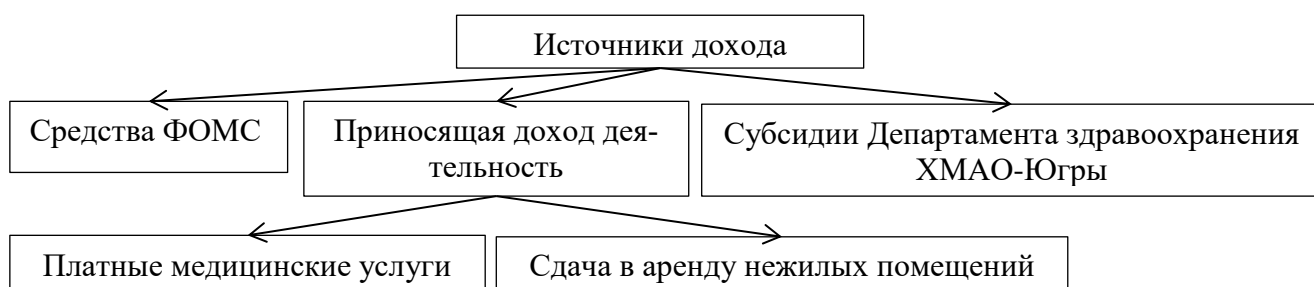 Источники дохода
Средства ФОМС
Приносящая доход дея-
тельность
Субсидии Департамента здравоохранения
ХМАО-Югры
Платные медицинские услуги
Сдача в аренду нежилых помещений